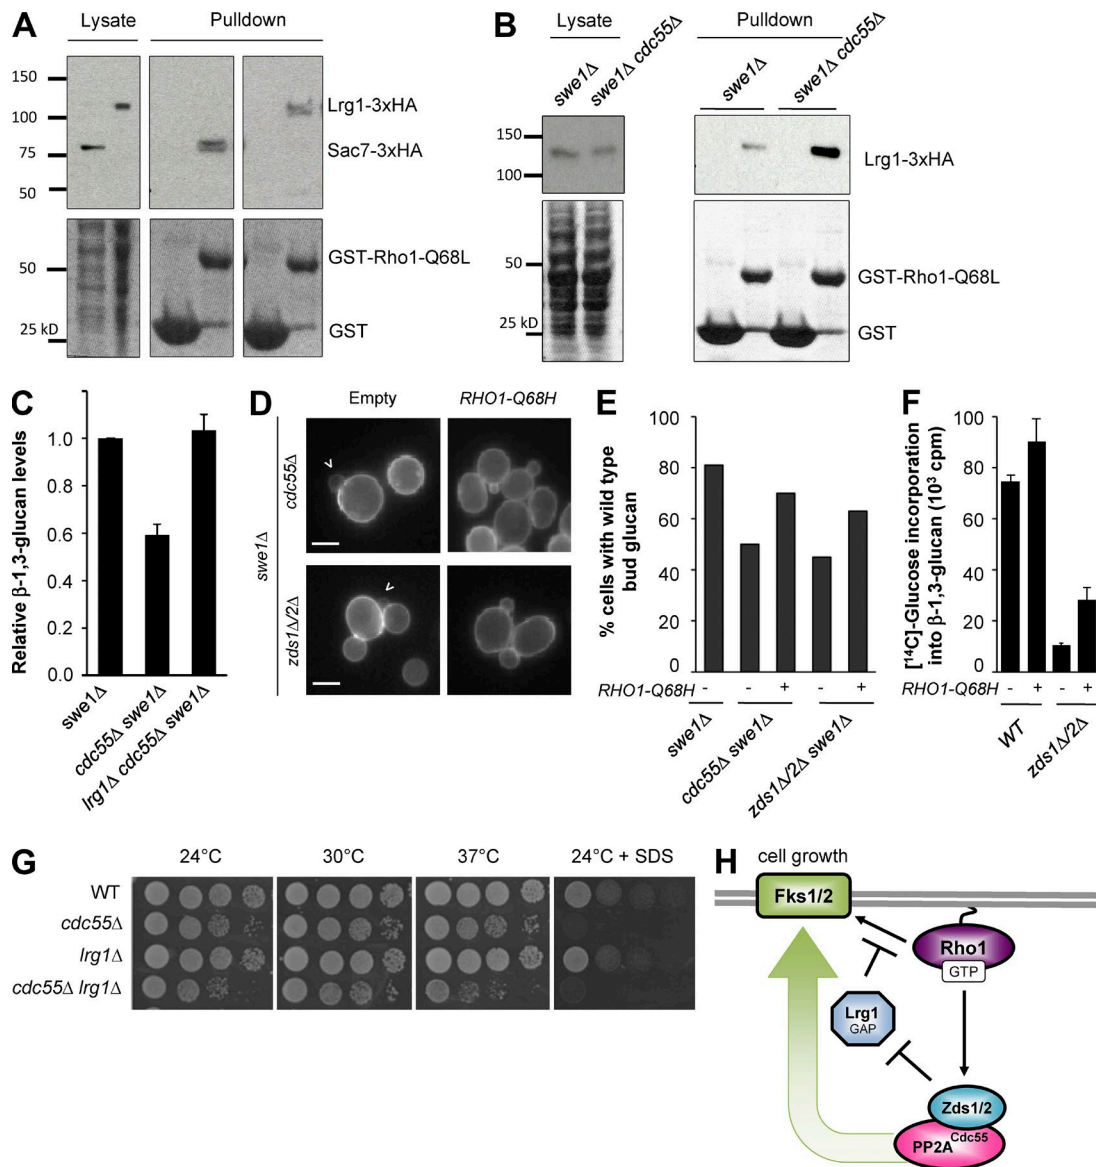 A
Lysate
Pulldown
150
100
75
50
Lrg1-3xHA
Sac7-3xHA
50
25 kD
GST-Rho1-Q68L
GST
B
Lysate
Pulldown
swe1Δ
swe1Δ cdc55Δ
swe1Δ
swe1Δ cdc55Δ
150
100
Lrg1-3xHA
50
25 kD
GST-Rho1-Q68L
GST
C
Relative β-1,3-glucan levels
1.0
0.8
0.6
0.4
0.2
0.0
swe1Δ
cdc55Δ swe1Δ
lrg1Δ cdc55Δ swe1Δ
D
Empty
RHO1-Q68H
swe1Δ
cdc55Δ
zds1Δ/2Δ
E
% cells with wild type
bud glucan
100
80
60
40
20
0
RHO1-Q68H
- - + - +
swe1Δ
cdc55Δ swe1Δ
zds1Δ/2Δ swe1Δ
F
[14C]-Glucose incorporation
into β-1,3-glucan (10³ cpm)
100
80
60
40
20
0
RHO1-Q68H
- + - +
WT
zds1Δ/2Δ
G
24°C
30°C
37°C
24°C + SDS
WT
cdc55Δ
lrg1Δ
cdc55Δ lrg1Δ
H
cell growth
Fks1/2
Rho1
GTP
Lrg1
GAP
Zds1/2
PP2A Cdc55